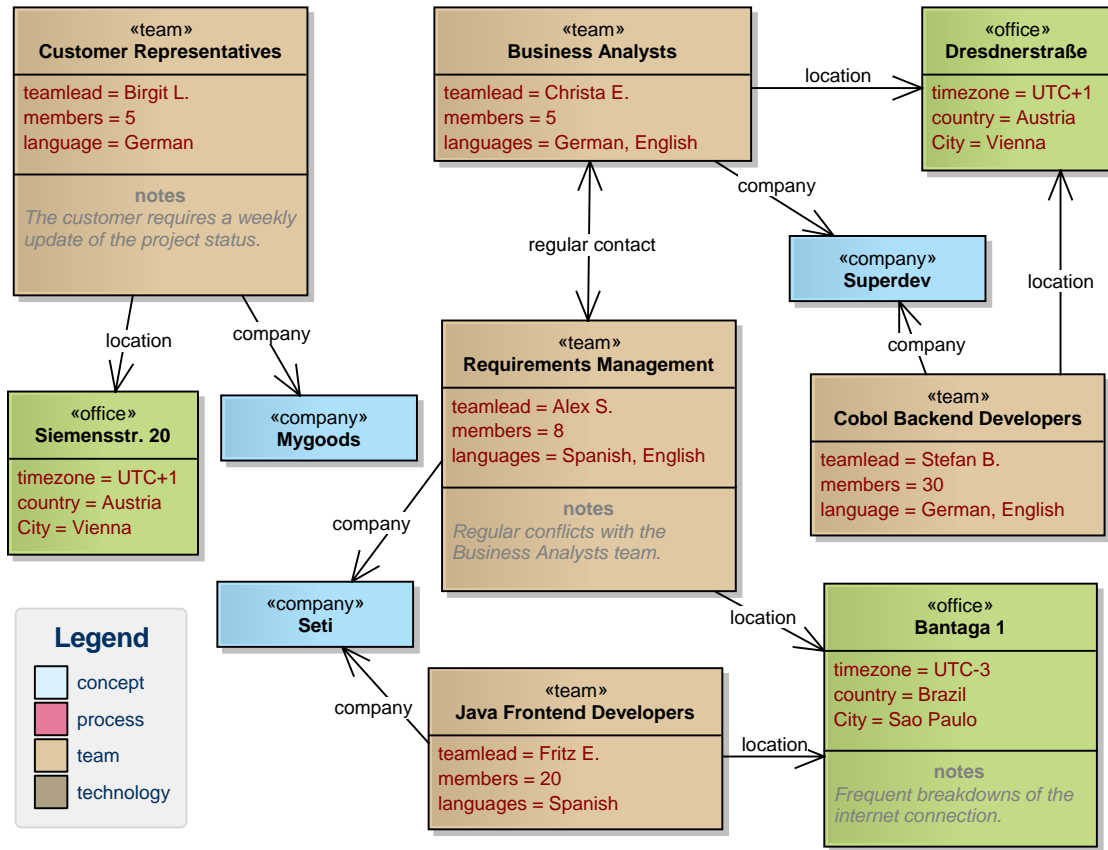 «team»
Customer Representatives
teamlead = Birgit L.
members = 5
language = German
notes
The customer requires a weekly
update of the project status.
«team»
Business Analysts
teamlead = Christa E.
members = 5
languages = German, English
location
«office»
Dresdnerstraße
timezone = UTC+1
country = Austria
City = Vienna
company
regular contact
«company»
Superdev
location
location
company
company
«team»
Requirements Management
teamlead = Alex S.
members = 8
languages = Spanish, English
notes
Regular conflicts with the
Business Analysts team.
«team»
Cobol Backend Developers
teamlead = Stefan B.
members = 30
language = German, English
«office»
Siemensstr. 20
timezone = UTC+1
country = Austria
City = Vienna
«company»
Mygoods
company
«company»
Seti
location
«office»
Bantaga 1
timezone = UTC-3
country = Brazil
City = Sao Paulo
notes
Frequent breakdowns of the
internet connection.
company
«team»
Java Frontend Developers
teamlead = Fritz E.
members = 20
languages = Spanish
location
Legend
concept
process
team
technology